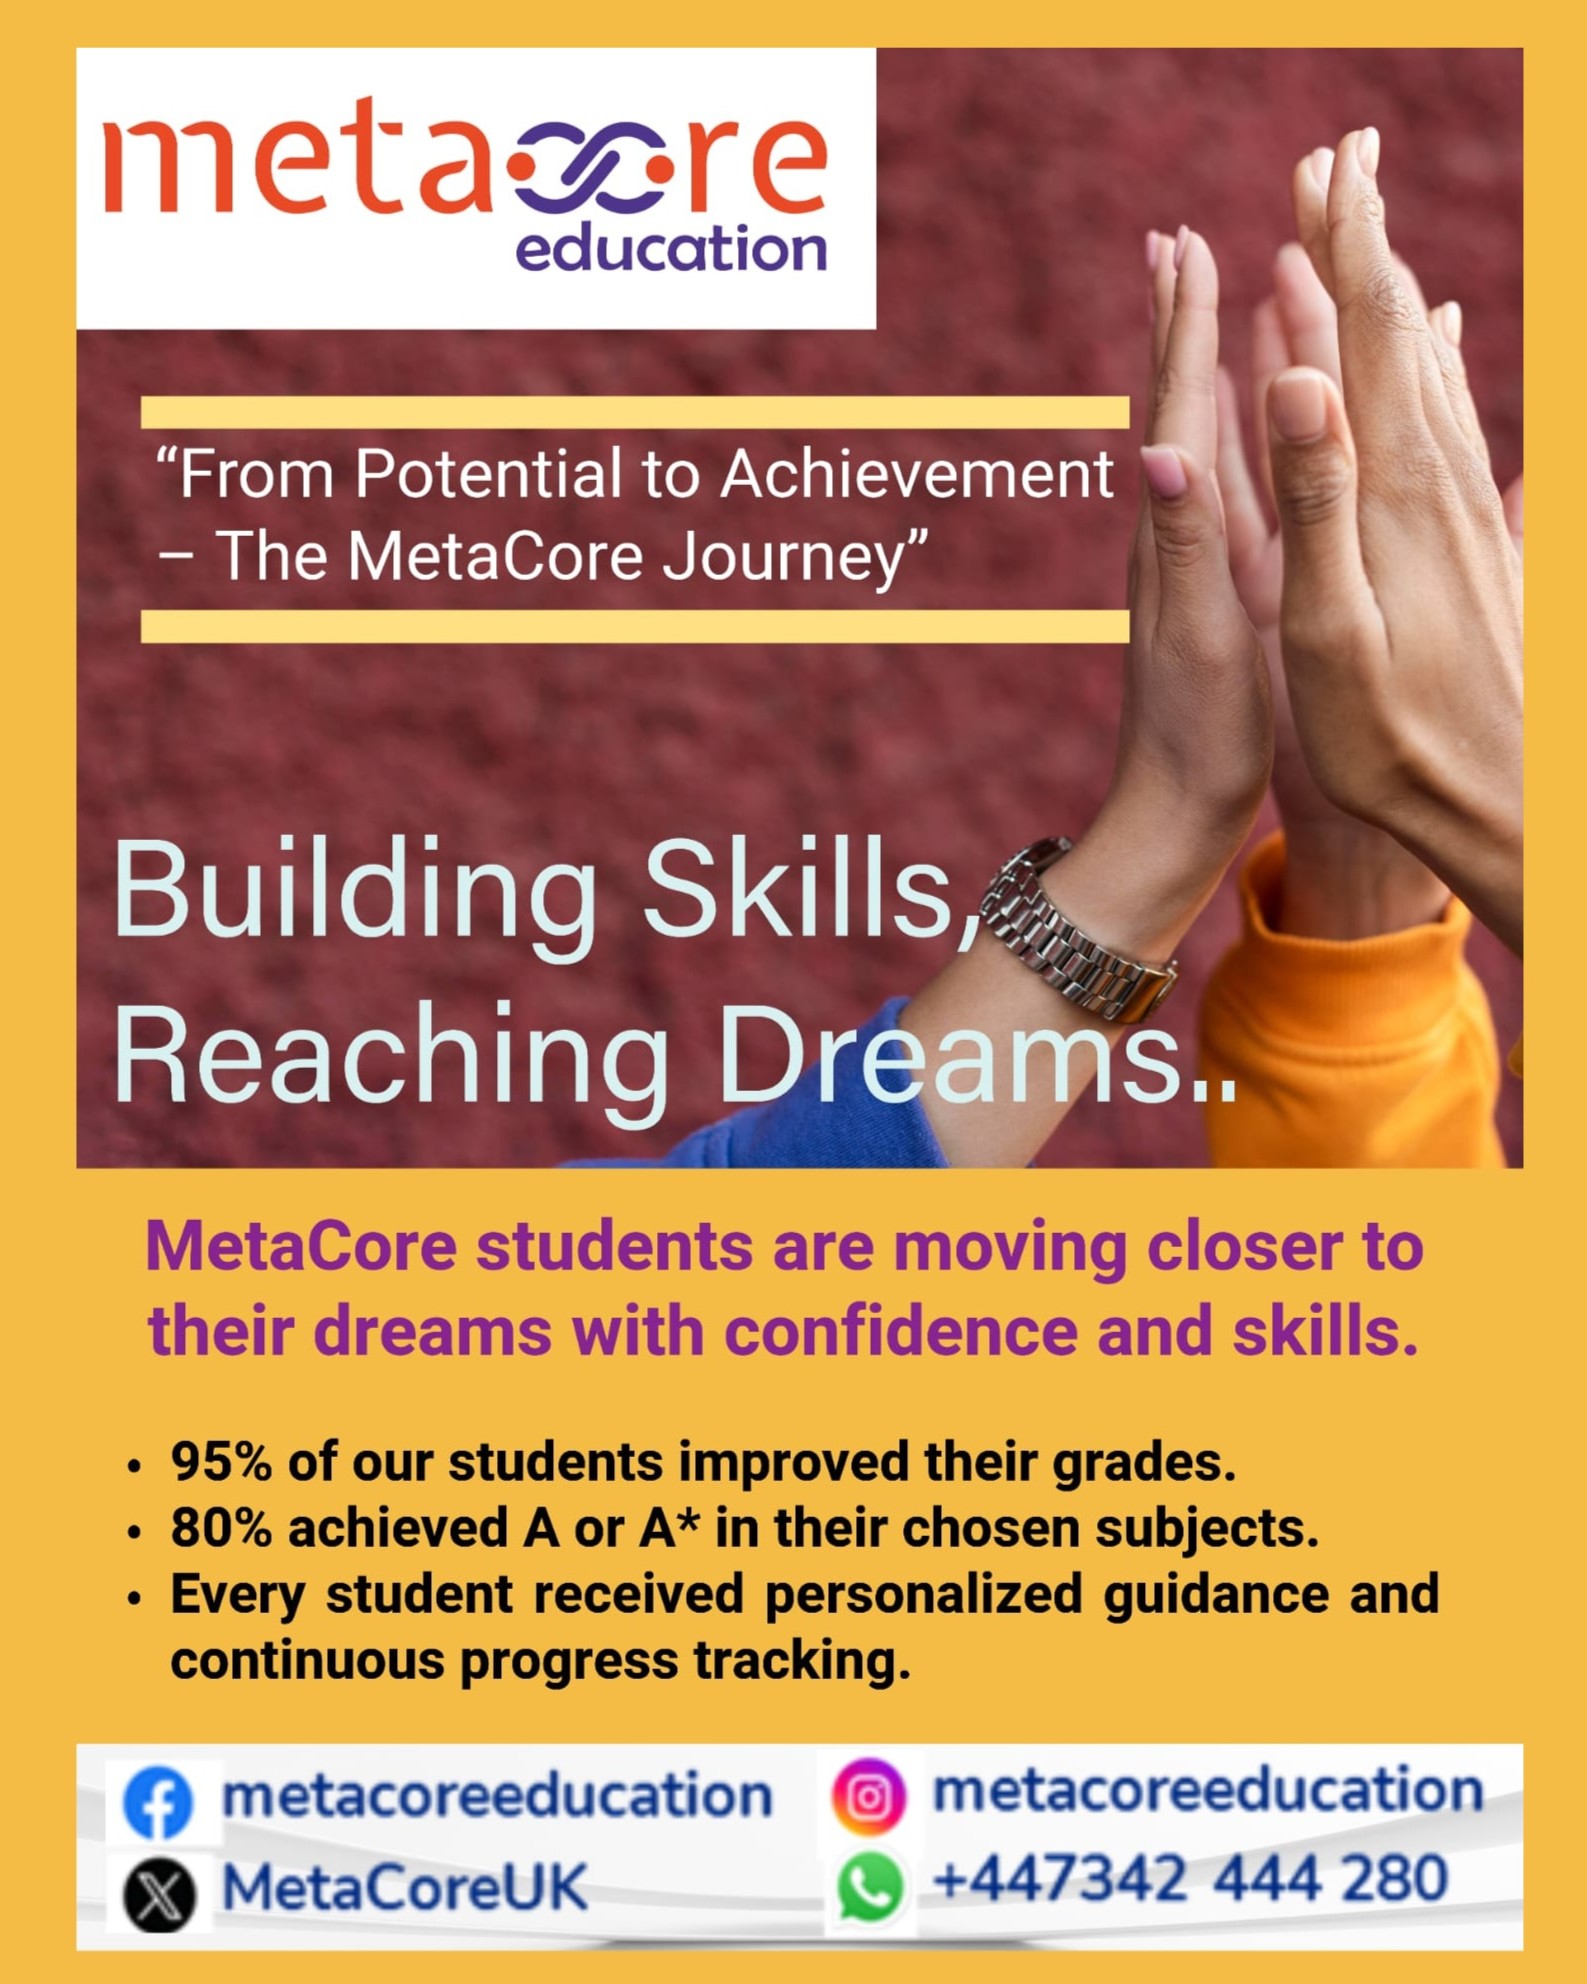 metacore
education
“From Potential to Achievement
– The MetaCore Journey”
Building Skills,
Reaching Dreams..
MetaCore students are moving closer to
their dreams with confidence and skills.
• 95% of our students improved their grades.
• 80% achieved A or A* in their chosen subjects.
• Every student received personalized guidance and
continuous progress tracking.
metacoreeducation
metacoreeducation
MetaCoreUK
+447342 444 280